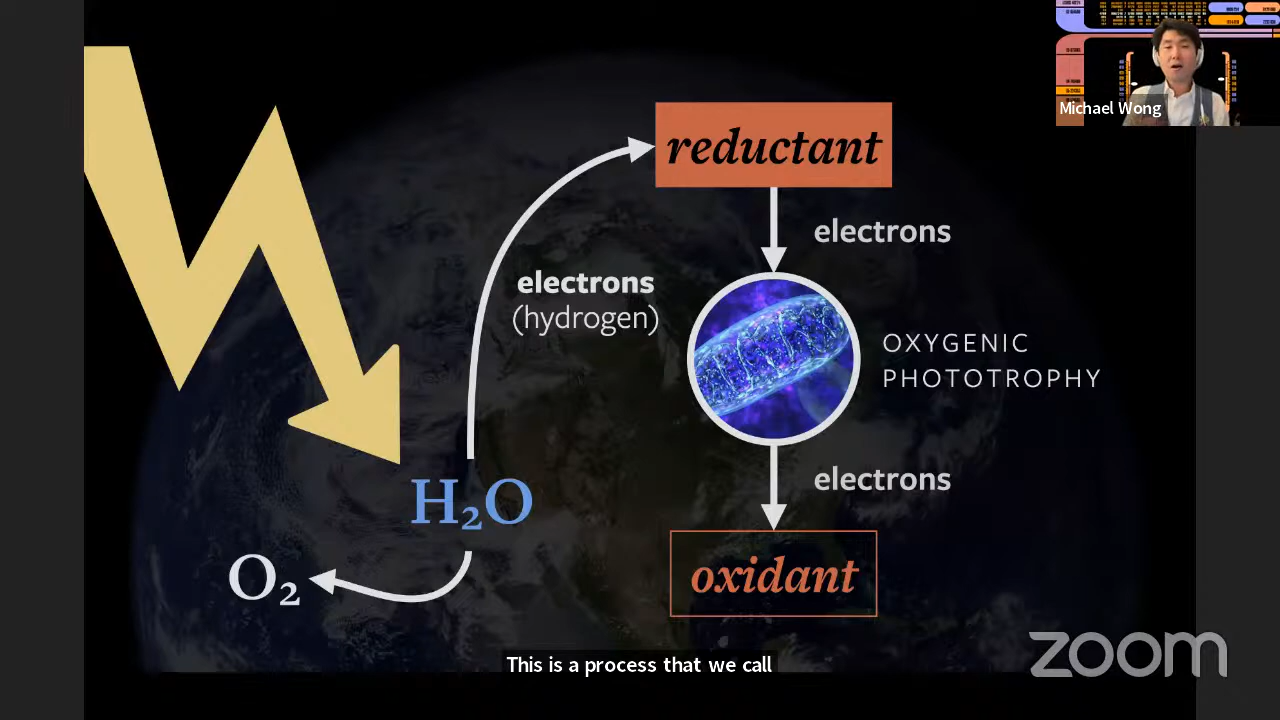 Michael Wong
reductant
electrons
electrons
(hydrogen)
OXYGENIC
PHOTOTROPHY
electrons
H₂O
O₂
oxidant
zoom
This is a process that we call